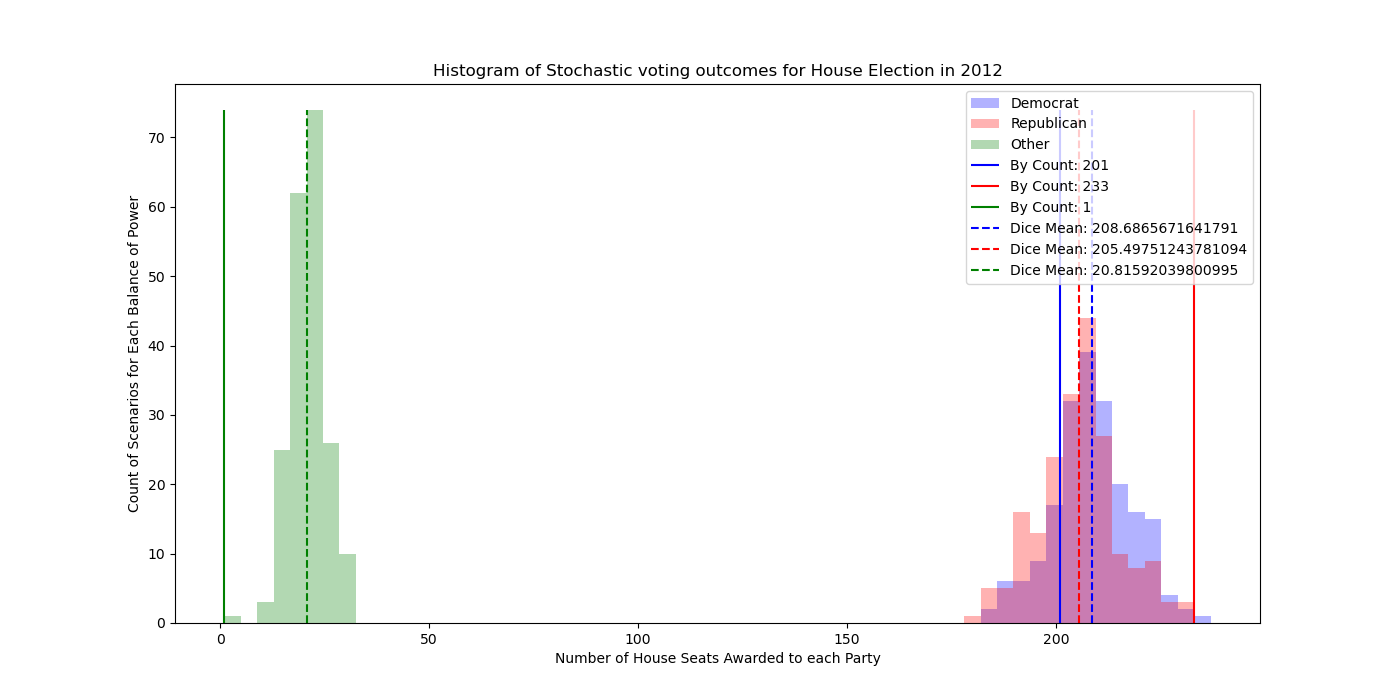 Histogram of Stochastic voting outcomes for House Election in 2012
Count of Scenarios for Each Balance of Power
70
60
50
40
30
20
10
0
Democrat
Republican
Other
By Count: 201
By Count: 233
By Count: 1
Dice Mean: 208.6865671641791
Dice Mean: 205.49751243781094
Dice Mean: 20.81592039800995
0 50 100 150 200
Number of House Seats Awarded to each Party